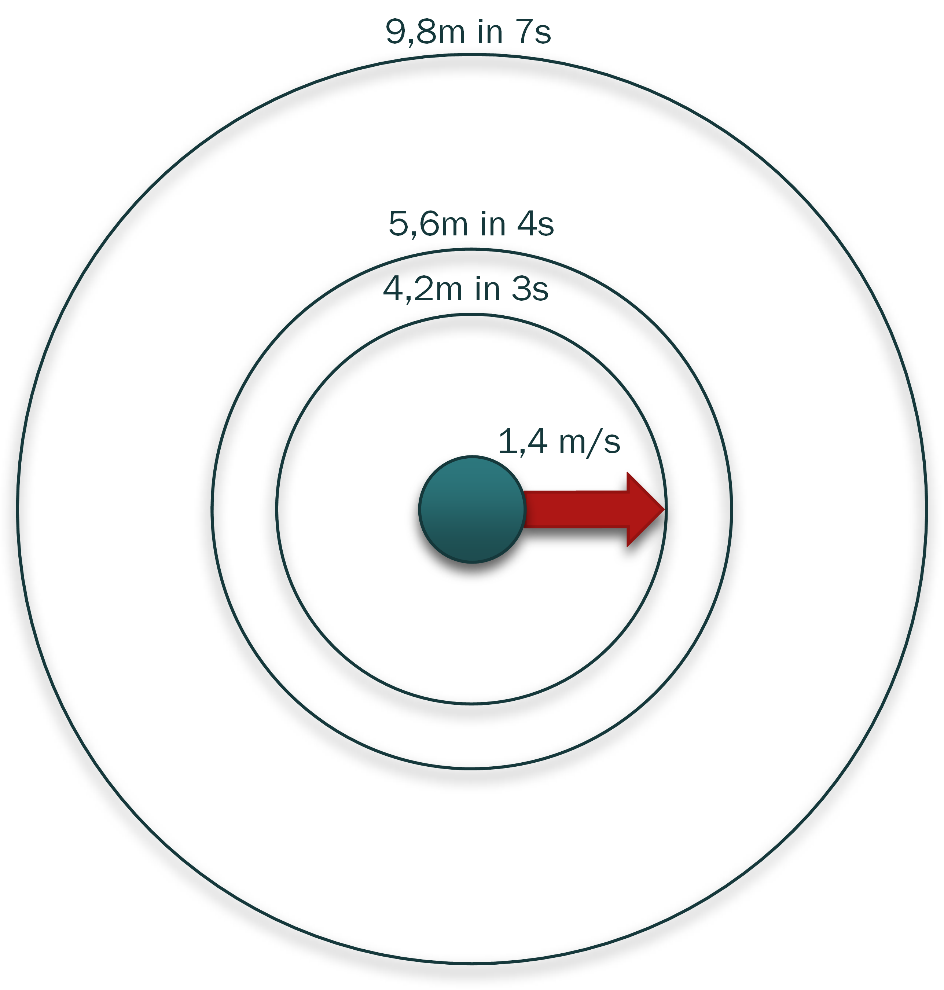 9,8m in 7s
5,6m in 4s
4,2m in 3s
1,4 m/s